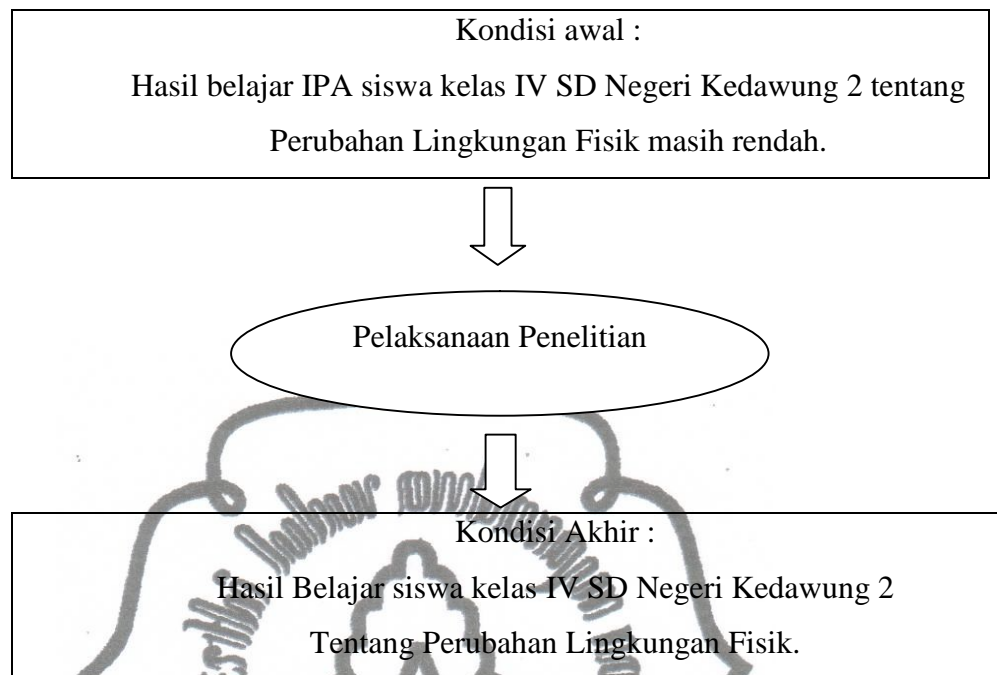 Kondisi awal :
Hasil belajar IPA siswa kelas IV SD Negeri Kedawung 2 tentang
Perubahan Lingkungan Fisik masih rendah.
Pelaksanaan Penelitian
Kondisi Akhir :
Hasil Belajar siswa kelas IV SD Negeri Kedawung 2
Tentang Perubahan Lingkungan Fisik.